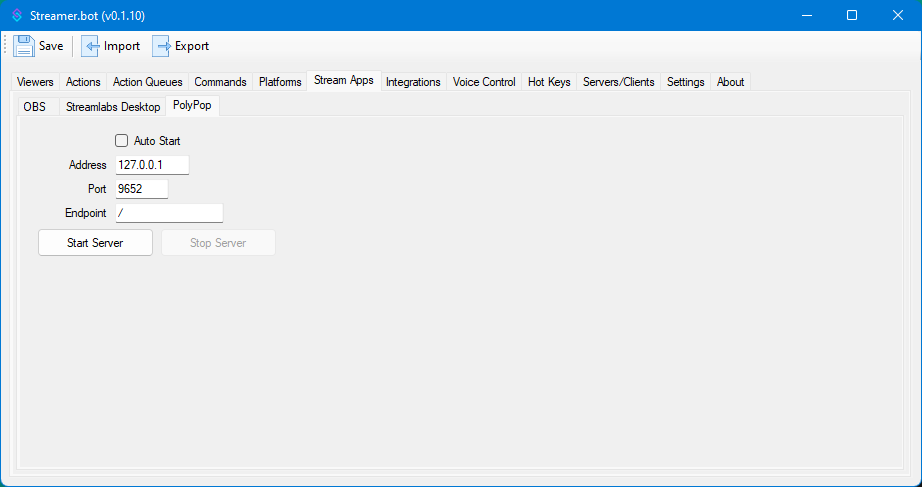 Streamer.bot (v0.1.10)
Save Import Export
Viewers Actions Action Queues Commands Platforms Stream Apps Integrations Voice Control Hot Keys Servers/Clients Settings About
OBS Streamlabs Desktop PolyPop
Auto Start
Address 127.0.0.1
Port 9652
Endpoint /
Start Server Stop Server